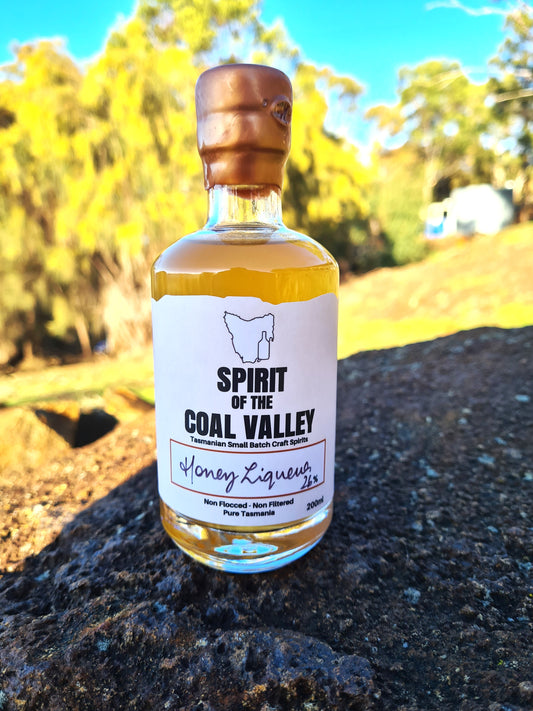 SPIRIT
OF THE
COAL VALLEY
Tasmanian Small Batch Craft Spirits
Honey Liqueur
26%
Non Flocced - Non Filtered
Pure Tasmania
200ml